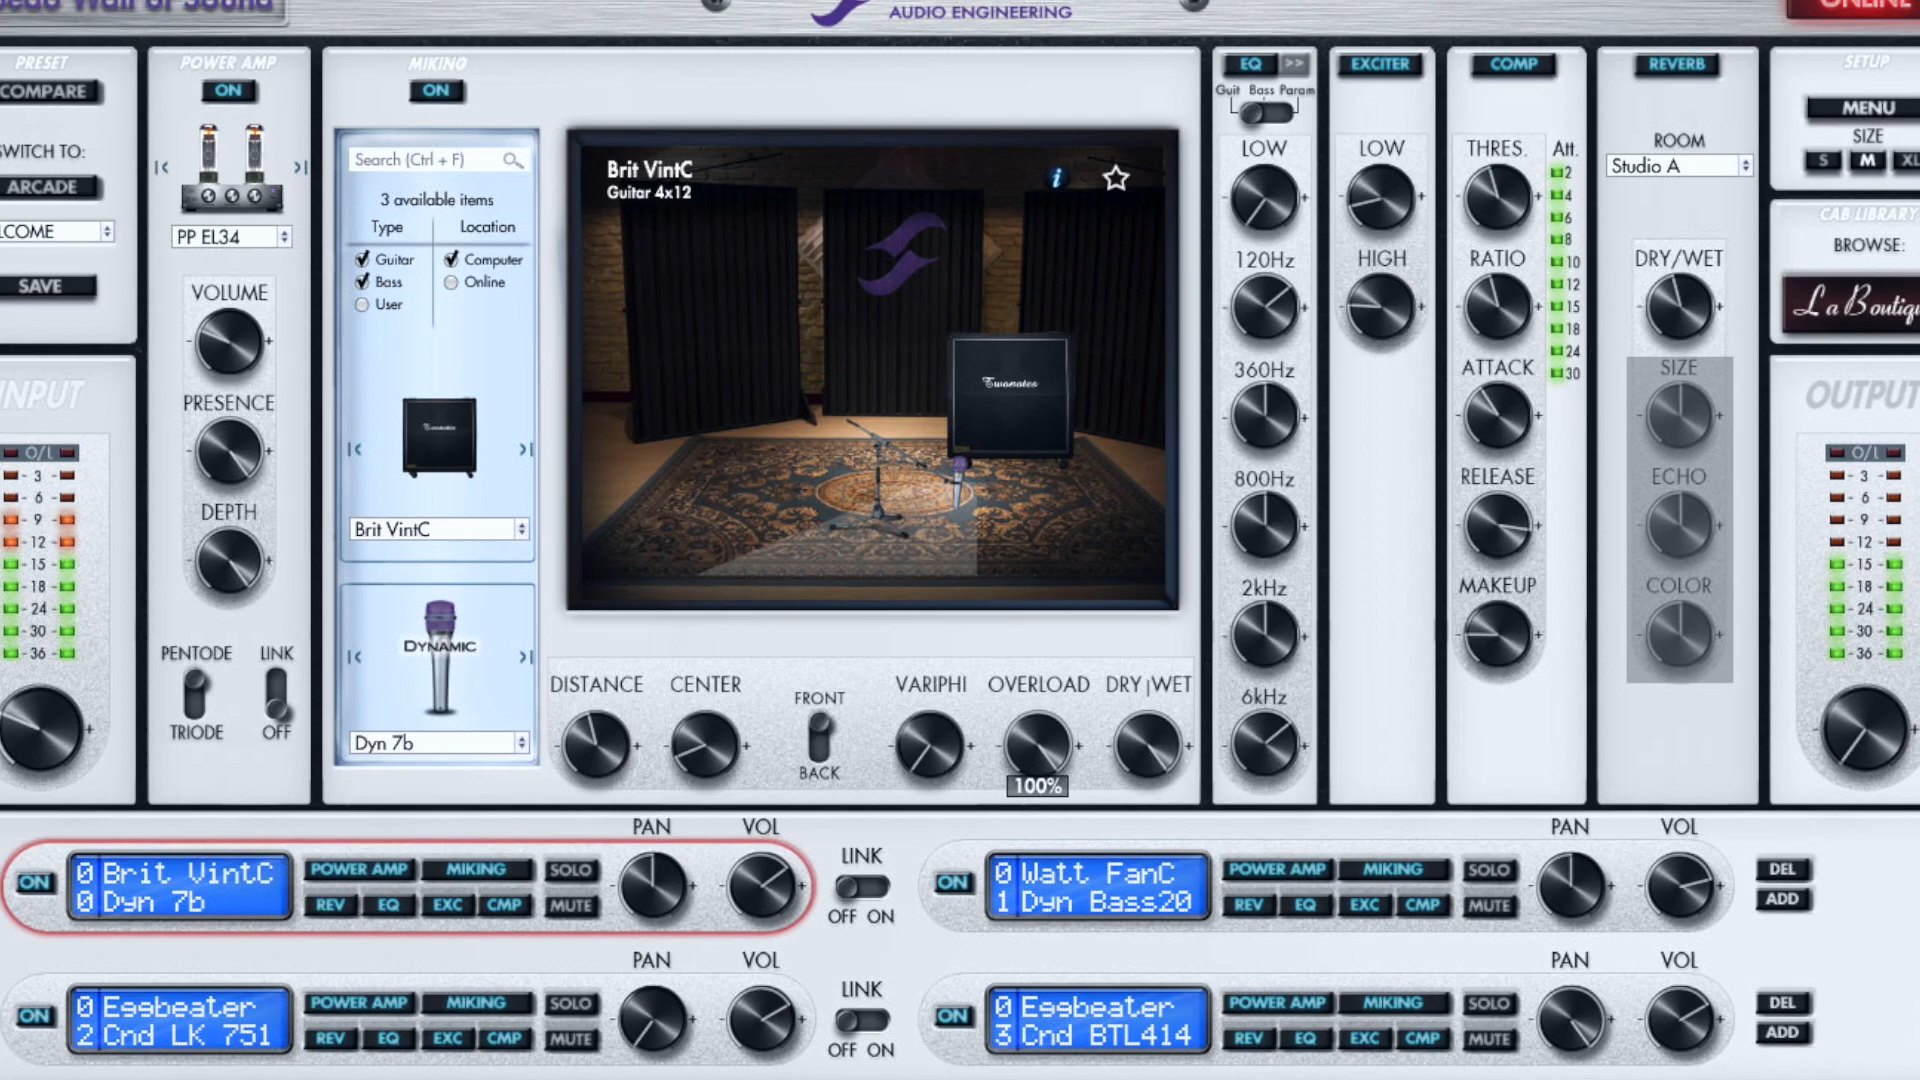 Wall of Sound
AUDIO ENGINEERING
ONLINE
PRESET
COMPARE
SWITCH TO:
ARCADE
SAVE
INPUT
O/L
3
6
9
12
15
18
24
30
36
POWER AMP
ON
PP EL34
VOLUME
PRESENCE
DEPTH
PENTODE
LINK
TRIODE
OFF
MIKING
ON
Search (Ctrl + F)
3 available items
Type
Location
Guitar
Computer
Bass
Online
User
Twonotes
Brit VintC
DYNAMIC
Dyn 7b
Brit VintC
Guitar 4x12
i
Twonotes
DISTANCE
CENTER
FRONT
BACK
VARIPHI
OVERLOAD
100%
DRY | WET
EQ >>
Guit Bass Param
LOW
120Hz
360Hz
800Hz
2kHz
6kHz
EXCITER
LOW
HIGH
COMP
THRES.
Att.
RATIO
ATTACK
RELEASE
MAKEUP
2
4
6
8
10
12
15
18
24
30
REVERB
ROOM
Studio A
DRY/WET
SIZE
ECHO
COLOR
SETUP
MENU
SIZE
S M XL
CAB LIBRARY
BROWSE:
OUTPUT
O/L
3
6
9
12
15
18
24
30
36
PAN VOL
ON
0 Brit VintC
0 Dyn 7b
POWER AMP MIKING SOLO
REV EQ EXC CMP MUTE
LINK
OFF ON
PAN VOL
ON
0 Watt FanC
1 Dyn Bass20
POWER AMP MIKING SOLO
REV EQ EXC CMP MUTE
DEL
ADD
PAN VOL
ON
0 Eggbeater
2 Cnd LK 751
POWER AMP MIKING SOLO
REV EQ EXC CMP MUTE
LINK
OFF ON
PAN VOL
ON
0 Eggbeater
3 Cnd BTL414
POWER AMP MIKING SOLO
REV EQ EXC CMP MUTE
DEL
ADD